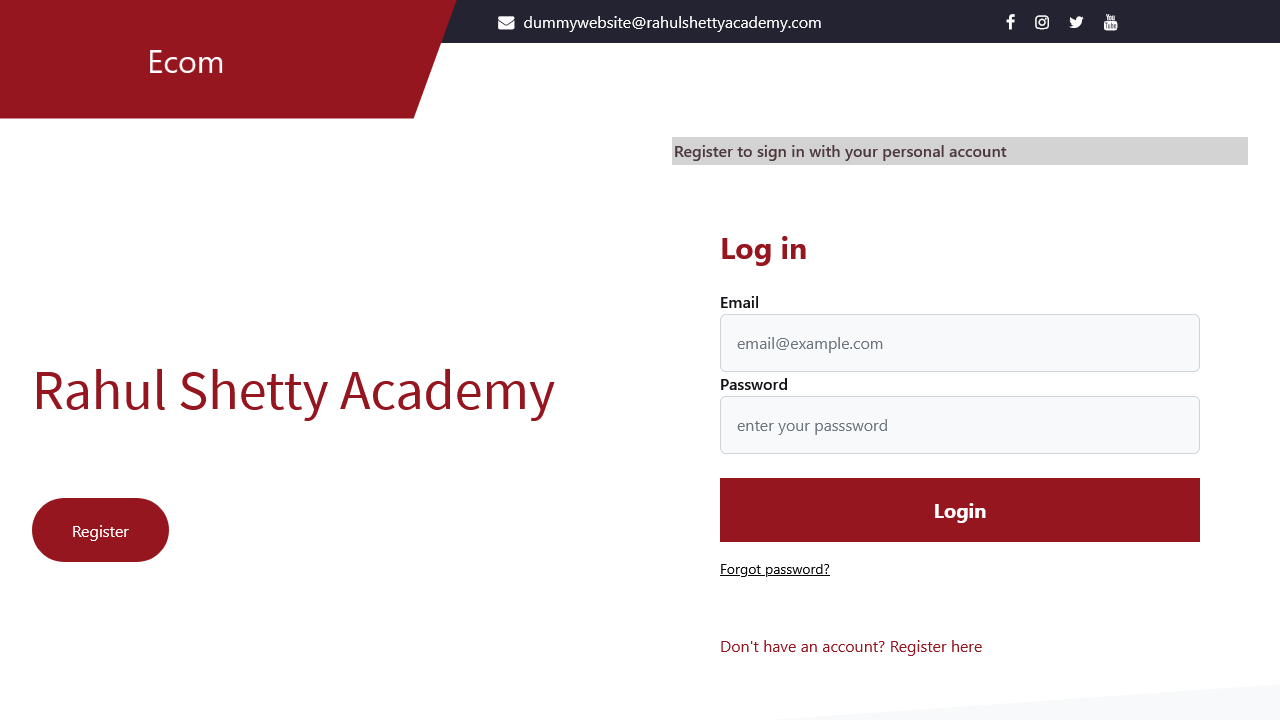 dummywebsite@rahulshettyacademy.com
Ecom
Register to sign in with your personal account
Log in
Email
email@example.com
Password
enter your passsword
Rahul Shetty Academy
Login
Register
Forgot password?
Don't have an account? Register here